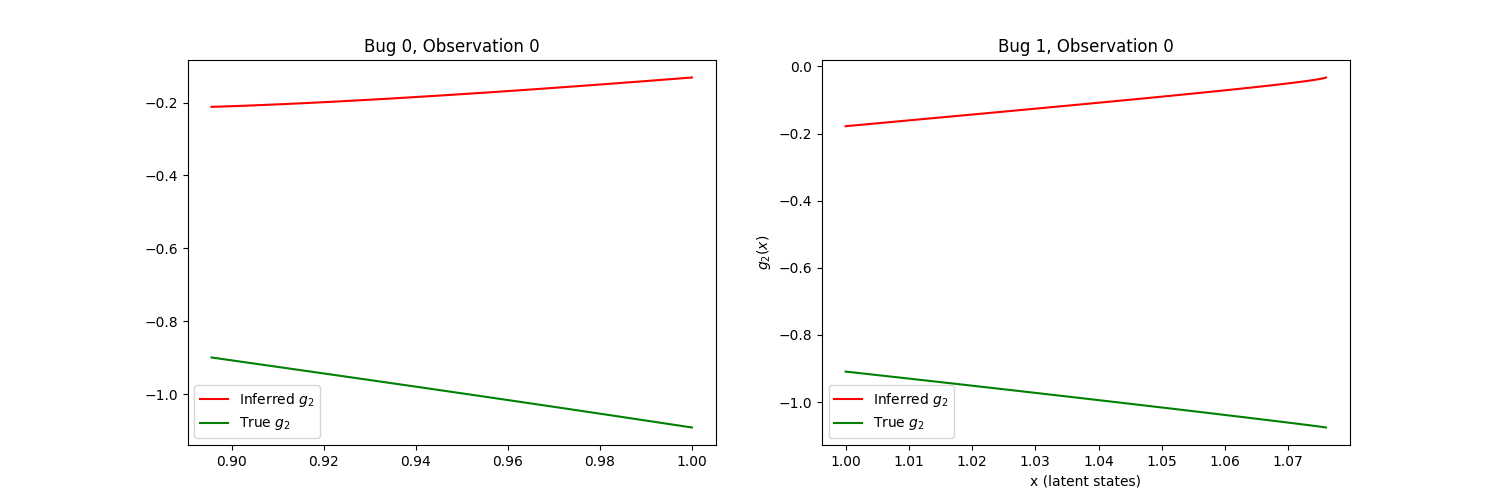 Bug 0, Observation 0
−0.2
−0.4
−0.6
−0.8
−1.0
Inferred g₂
True g₂
0.90 0.92 0.94 0.96 0.98 1.00
Bug 1, Observation 0
g₂(x)
0.0
−0.2
−0.4
−0.6
−0.8
−1.0
Inferred g₂
True g₂
1.00 1.01 1.02 1.03 1.04 1.05 1.06 1.07
x (latent states)